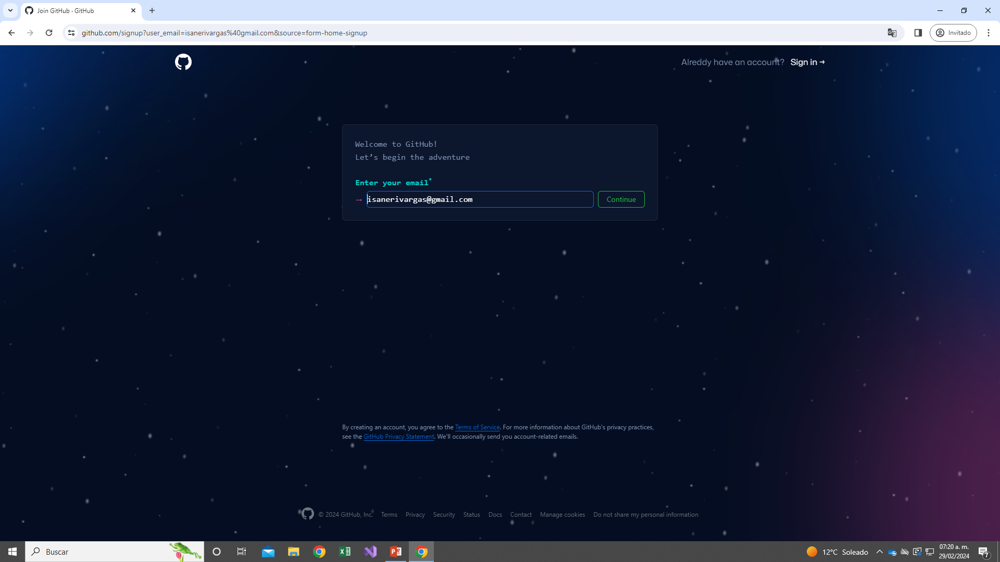 Join GitHub · GitHub
github.com/signup?user_email=isanerivargas%40gmail.com&source=form-home-signup
Invitado
Already have an account? Sign in →
Welcome to GitHub!
Let’s begin the adventure
Enter your email*
→ isanerivargas@gmail.com Continue
By creating an account, you agree to the Terms of Service. For more information about GitHub's privacy practices,
see the GitHub Privacy Statement. We'll occasionally send you account-related emails.
© 2024 GitHub, Inc. Terms Privacy Security Status Docs Contact Manage cookies Do not share my personal information
Buscar
12°C Soleado
07:20 a. m.
29/02/2024
7